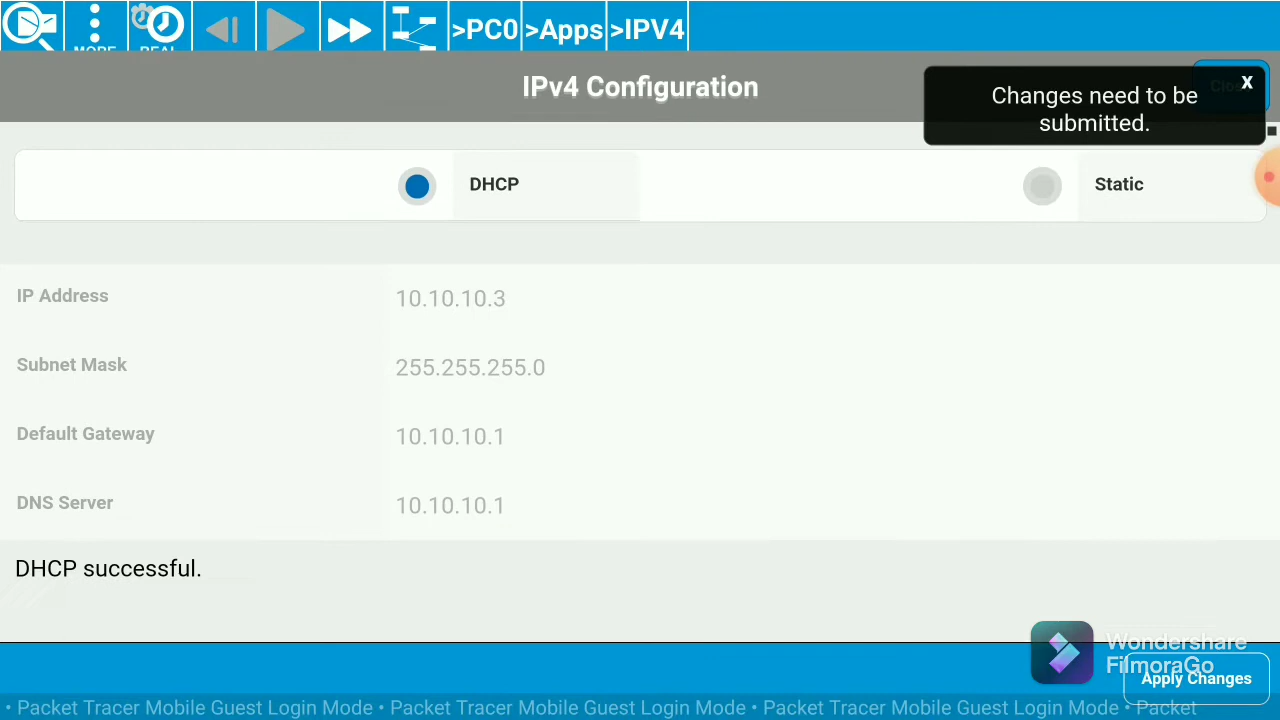 MORE
REAL
>PC0 >Apps >IPV4
IPv4 Configuration
Changes need to be
submitted.
X
DHCP
Static
IP Address 10.10.10.3
Subnet Mask 255.255.255.0
Default Gateway 10.10.10.1
DNS Server 10.10.10.1
DHCP successful.
Wondershare
FilmoraGo
Apply Changes
• Packet Tracer Mobile Guest Login Mode • Packet Tracer Mobile Guest Login Mode • Packet Tracer Mobile Guest Login Mode • Packet